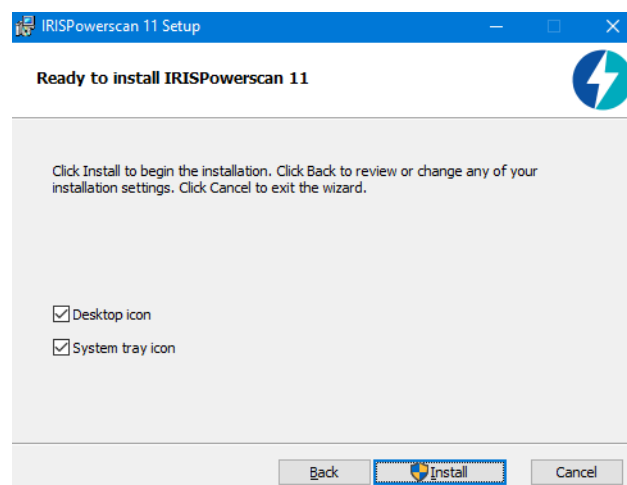 IRISPowerscan 11 Setup
Ready to install IRISPowerscan 11
Click Install to begin the installation. Click Back to review or change any of your
installation settings. Click Cancel to exit the wizard.
Desktop icon
System tray icon
Back Install Cancel